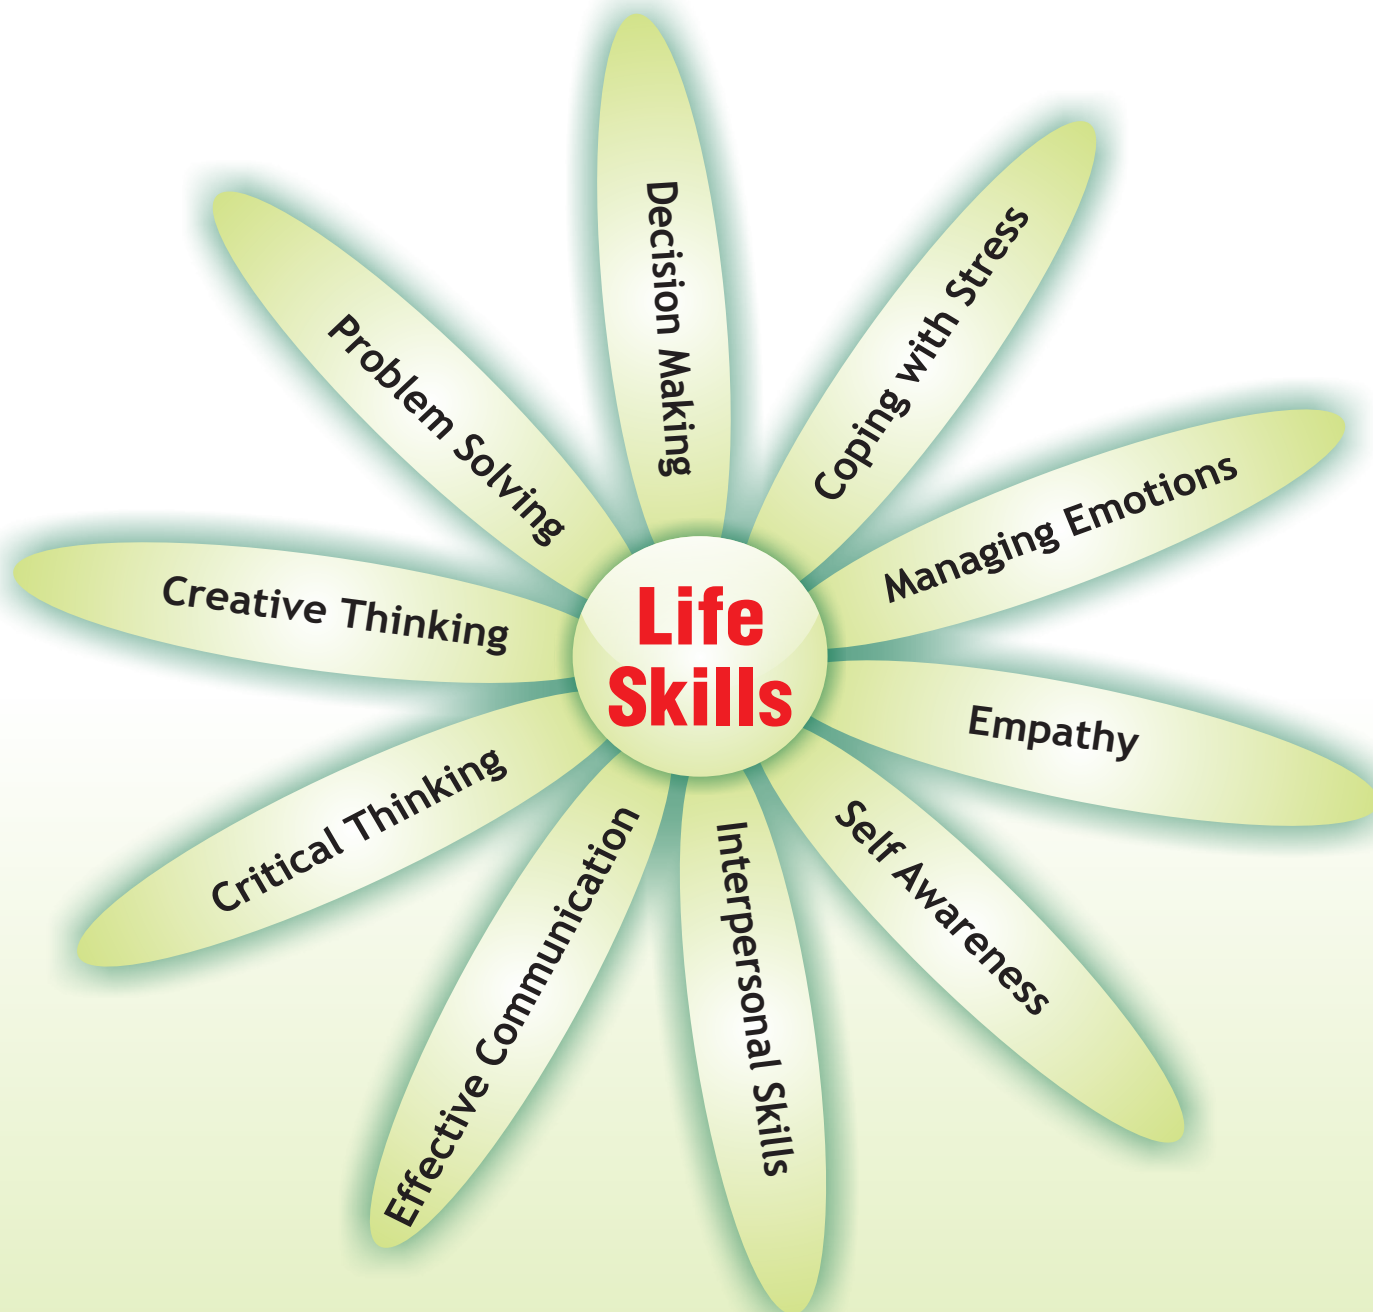 Decision Making
Coping with Stress
Managing Emotions
Empathy
Self Awareness
Interpersonal Skills
Effective Communication
Critical Thinking
Creative Thinking
Problem Solving
Life
Skills